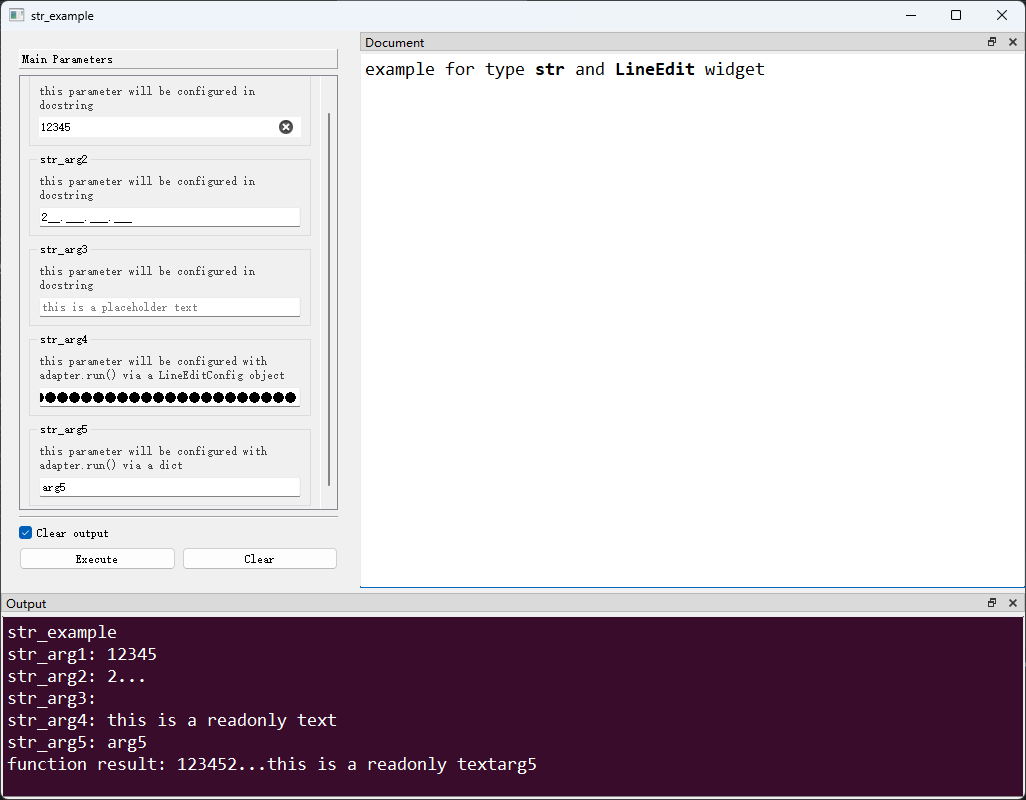 str_example
Main Parameters
this parameter will be configured in
docstring
12345
str_arg2
this parameter will be configured in
docstring
2__.___.___.___
str_arg3
this parameter will be configured in
docstring
this is a placeholder text
str_arg4
this parameter will be configured with
adapter.run() via a LineEditConfig object
str_arg5
this parameter will be configured with
adapter.run() via a dict
arg5
Clear output
Execute
Clear
Document
example for type str and LineEdit widget
Output
str_example
str_arg1: 12345
str_arg2: 2...
str_arg3:
str_arg4: this is a readonly text
str_arg5: arg5
function result: 123452...this is a readonly textarg5